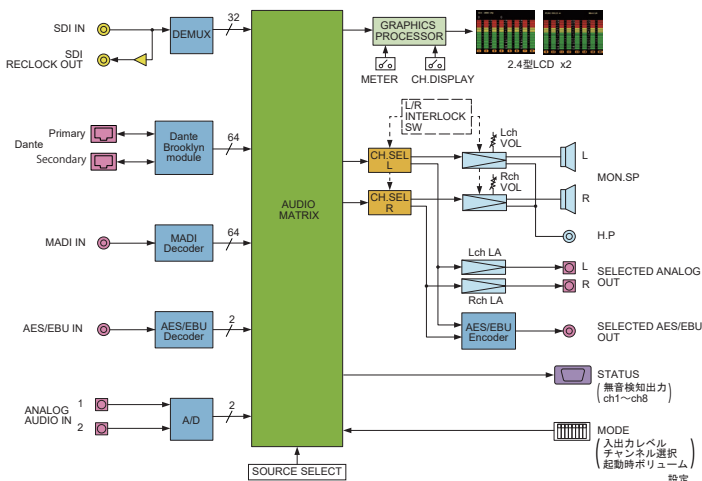 SDI IN
SDI
RECLOCK OUT
DEMUX
32
Primary
Dante
Secondary
Dante
Brooklyn
module
64
MADI IN
MADI
Decoder
64
AES/EBU IN
AES/EBU
Decoder
2
ANALOG
AUDIO IN
1
2
A/D
2
AUDIO
MATRIX
SOURCE SELECT
GRAPHICS
PROCESSOR
METER
CH.DISPLAY
2.4型LCD x2
L/R
INTERLOCK
SW
CH.SEL
L
CH.SEL
R
Lch
VOL
Rch
VOL
L
MON.SP
R
H.P
Lch LA
Rch LA
L
R
SELECTED ANALOG
OUT
AES/EBU
Encoder
SELECTED AES/EBU
OUT
STATUS
(無音検知出力
ch1～ch8)
MODE
(入出力レベル
チャンネル選択
起動時ボリューム)
設定